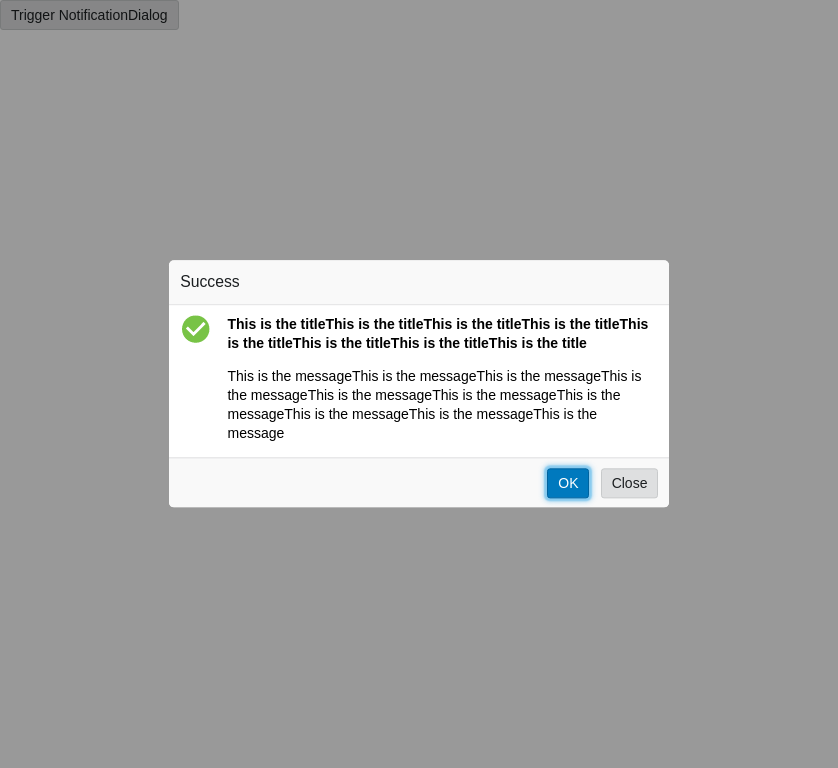 Trigger NotificationDialog
Success
This is the titleThis is the titleThis is the titleThis is the titleThis
is the titleThis is the titleThis is the titleThis is the title
This is the messageThis is the messageThis is the messageThis is
the messageThis is the messageThis is the messageThis is the
messageThis is the messageThis is the messageThis is the
message
OK Close